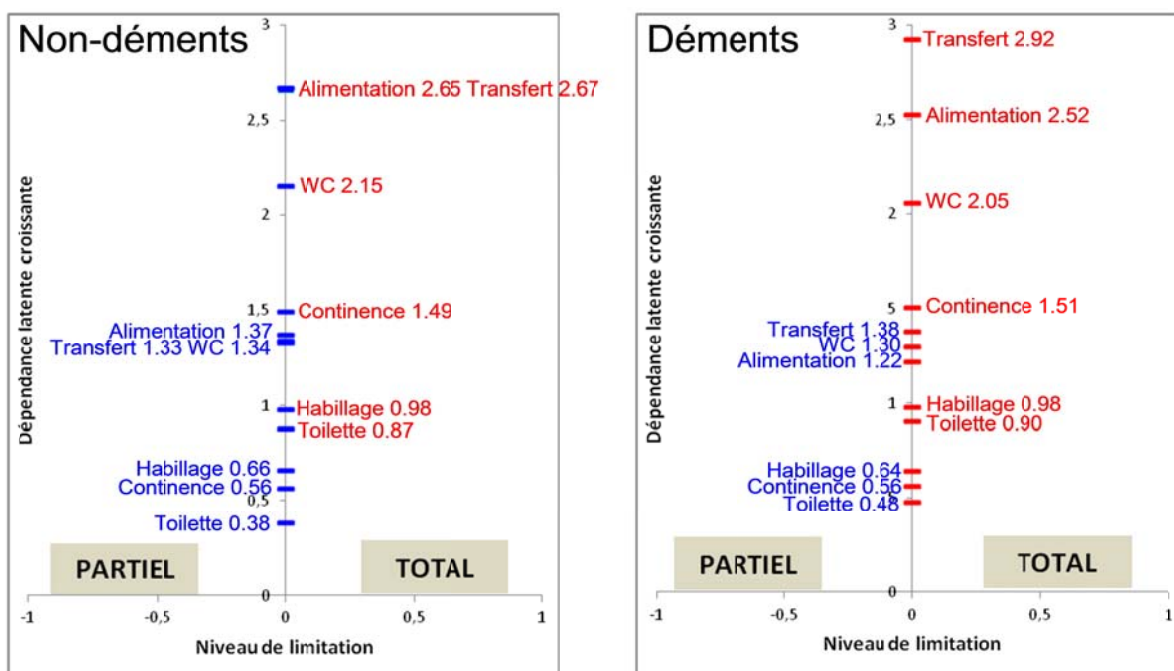 Non-déments
Dépendance latente croissante
3
Alimentation 2.65 Transfert 2.67
2,5
WC 2.15
2
1,5
Continence 1.49
Alimentation 1.37
Transfert 1.33 WC 1.34
1
Habillage 0.98
Toilette 0.87
Habillage 0.66
Continence 0.56
0,5
Toilette 0.38
PARTIEL
TOTAL
0
-1
-0,5
0
0,5
1
Niveau de limitation
Déments
Dépendance latente croissante
3
Transfert 2.92
2,5
Alimentation 2.52
WC 2.05
2
Continence 1.51
5
Transfert 1.38
WC 1.30
Alimentation 1.22
1
Habillage 0.98
Toilette 0.90
Habillage 0.64
Continence 0.56
Toilette 0.48
PARTIEL
TOTAL
0
-1
-0,5
0
0,5
1
Niveau de limitation